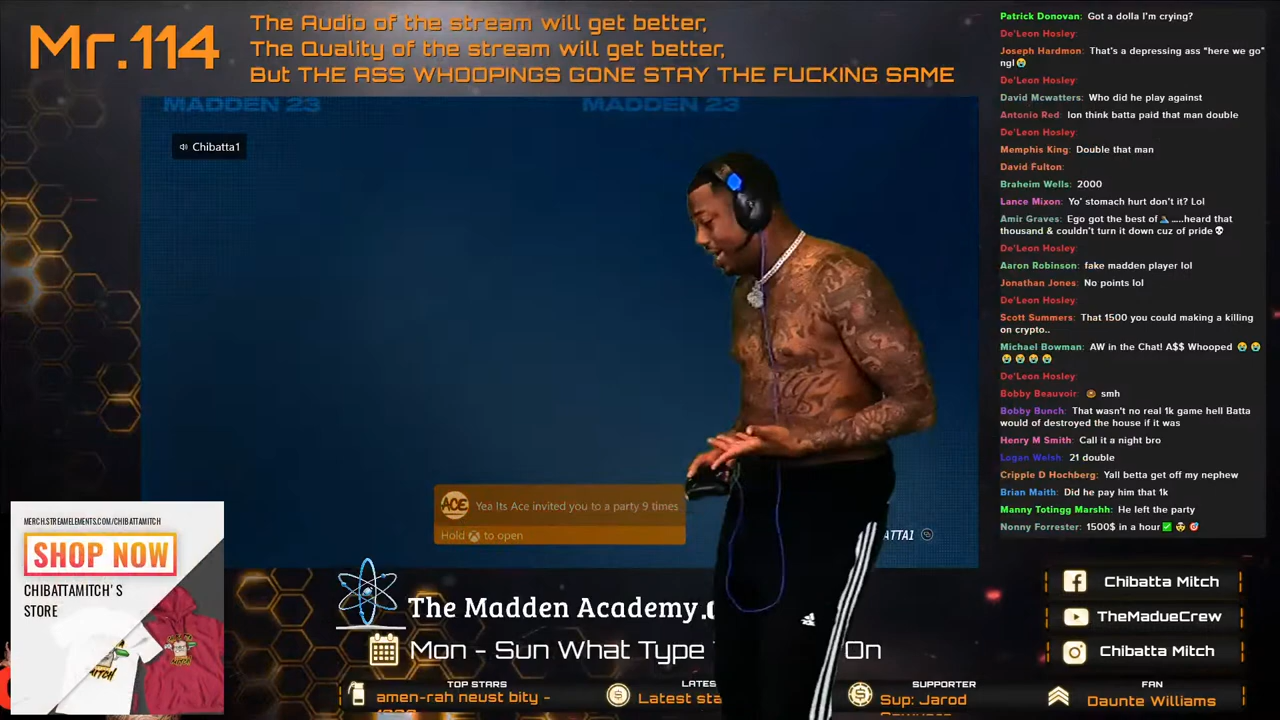 Mr.114
The Audio of the stream will get better,
The Quality of the stream will get better,
But THE ASS WHOOPINGS GONE STAY THE FUCKING SAME
MADDEN 23
MADDEN 23
Chibatta1
Yea Its Ace invited you to a party 9 times
ACE
Hold to open
ATTA1
MERCH.STREAMELEMENTS.COM/CHIBATTAMITCH
SHOP NOW
CHIBATTAMITCH'S
STORE
The Madden Academy.
Mon - Sun What Type
On
TOP STARS
amen-rah neust bity -
LATES
Latest sta
SUPPORTER
Sup: Jarod
FAN
Daunte Williams
Patrick Donovan: Got a dolla I'm crying?
De'Leon Hosley:
Joseph Hardmon: That's a depressing ass "here we go"
ngl😭
De'Leon Hosley:
David Mcwatters: Who did he play against
Antonio Red: Ion think batta paid that man double
De'Leon Hosley:
Memphis King: Double that man
David Fulton:
Braheim Wells: 2000
Lance Mixon: Yo' stomach hurt don't it? Lol
Amir Graves: Ego got the best of .....heard that
thousand & couldn't turn it down cuz of pride💀
De'Leon Hosley:
Aaron Robinson: fake madden player lol
Jonathan Jones: No points lol
De'Leon Hosley:
Scott Summers: That 1500 you could making a killing
on crypto..
Michael Bowman: AW in the Chat! A$$ Whooped 😭 😭
😭 😭 😭 😭
De'Leon Hosley:
Bobby Beauvoir: smh
Bobby Bunch: That wasn't no real 1k game hell Batta
would of destroyed the house if it was
Henry M Smith: Call it a night bro
Logan Welsh: 21 double
Cripple D Hochberg: Yall betta get off my nephew
Brian Maith: Did he pay him that 1k
Manny Totingg Marshh: He left the party
Nonny Forrester: 1500$ in a hour✅ 🤯 🎯
Chibatta Mitch
TheMadueCrew
Chibatta Mitch